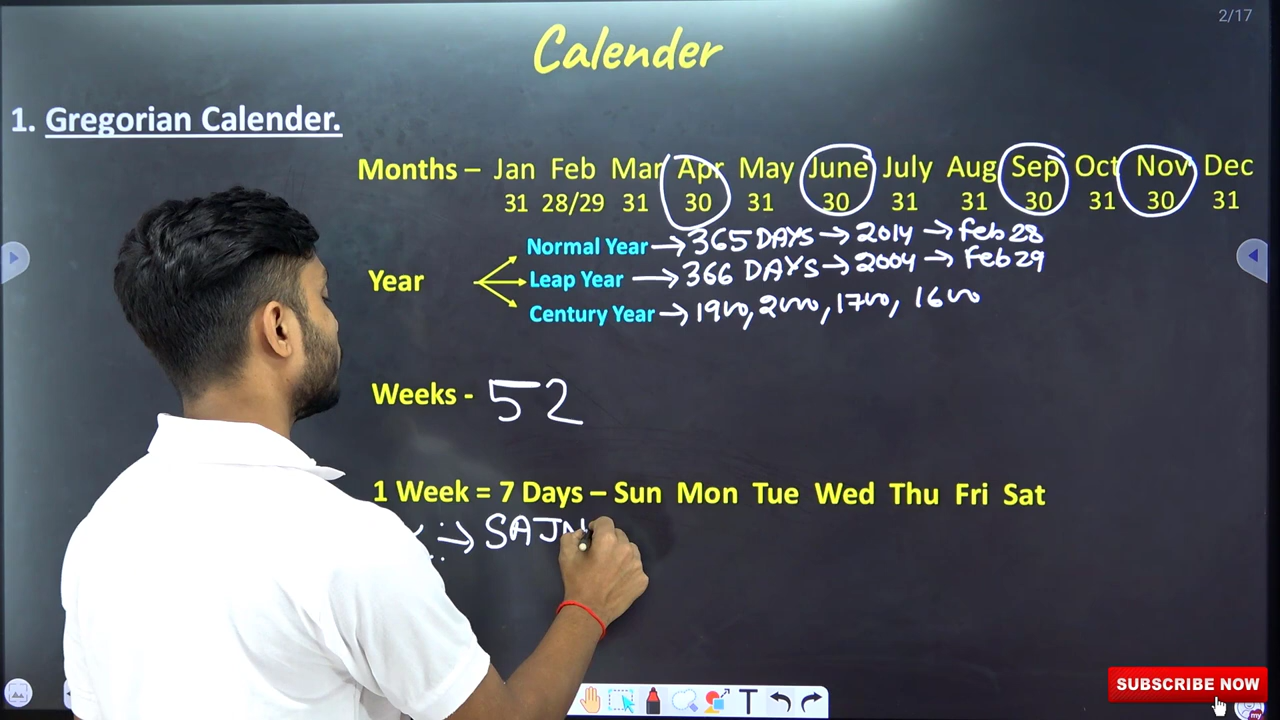 2/17
Calender
1. Gregorian Calender.
Months – Jan Feb Mar Apr May June July Aug Sep Oct Nov Dec
31 28/29 31 30 31 30 31 31 30 31 30 31
Year
Normal Year → 365 DAYS → 2014 → Feb 28
Leap Year → 366 DAYS → 2004 → Feb 29
Century Year → 1900, 2000, 1700, 1600
Weeks - 52
1 Week = 7 Days – Sun Mon Tue Wed Thu Fri Sat
→ SAJN
T
SUBSCRIBE NOW